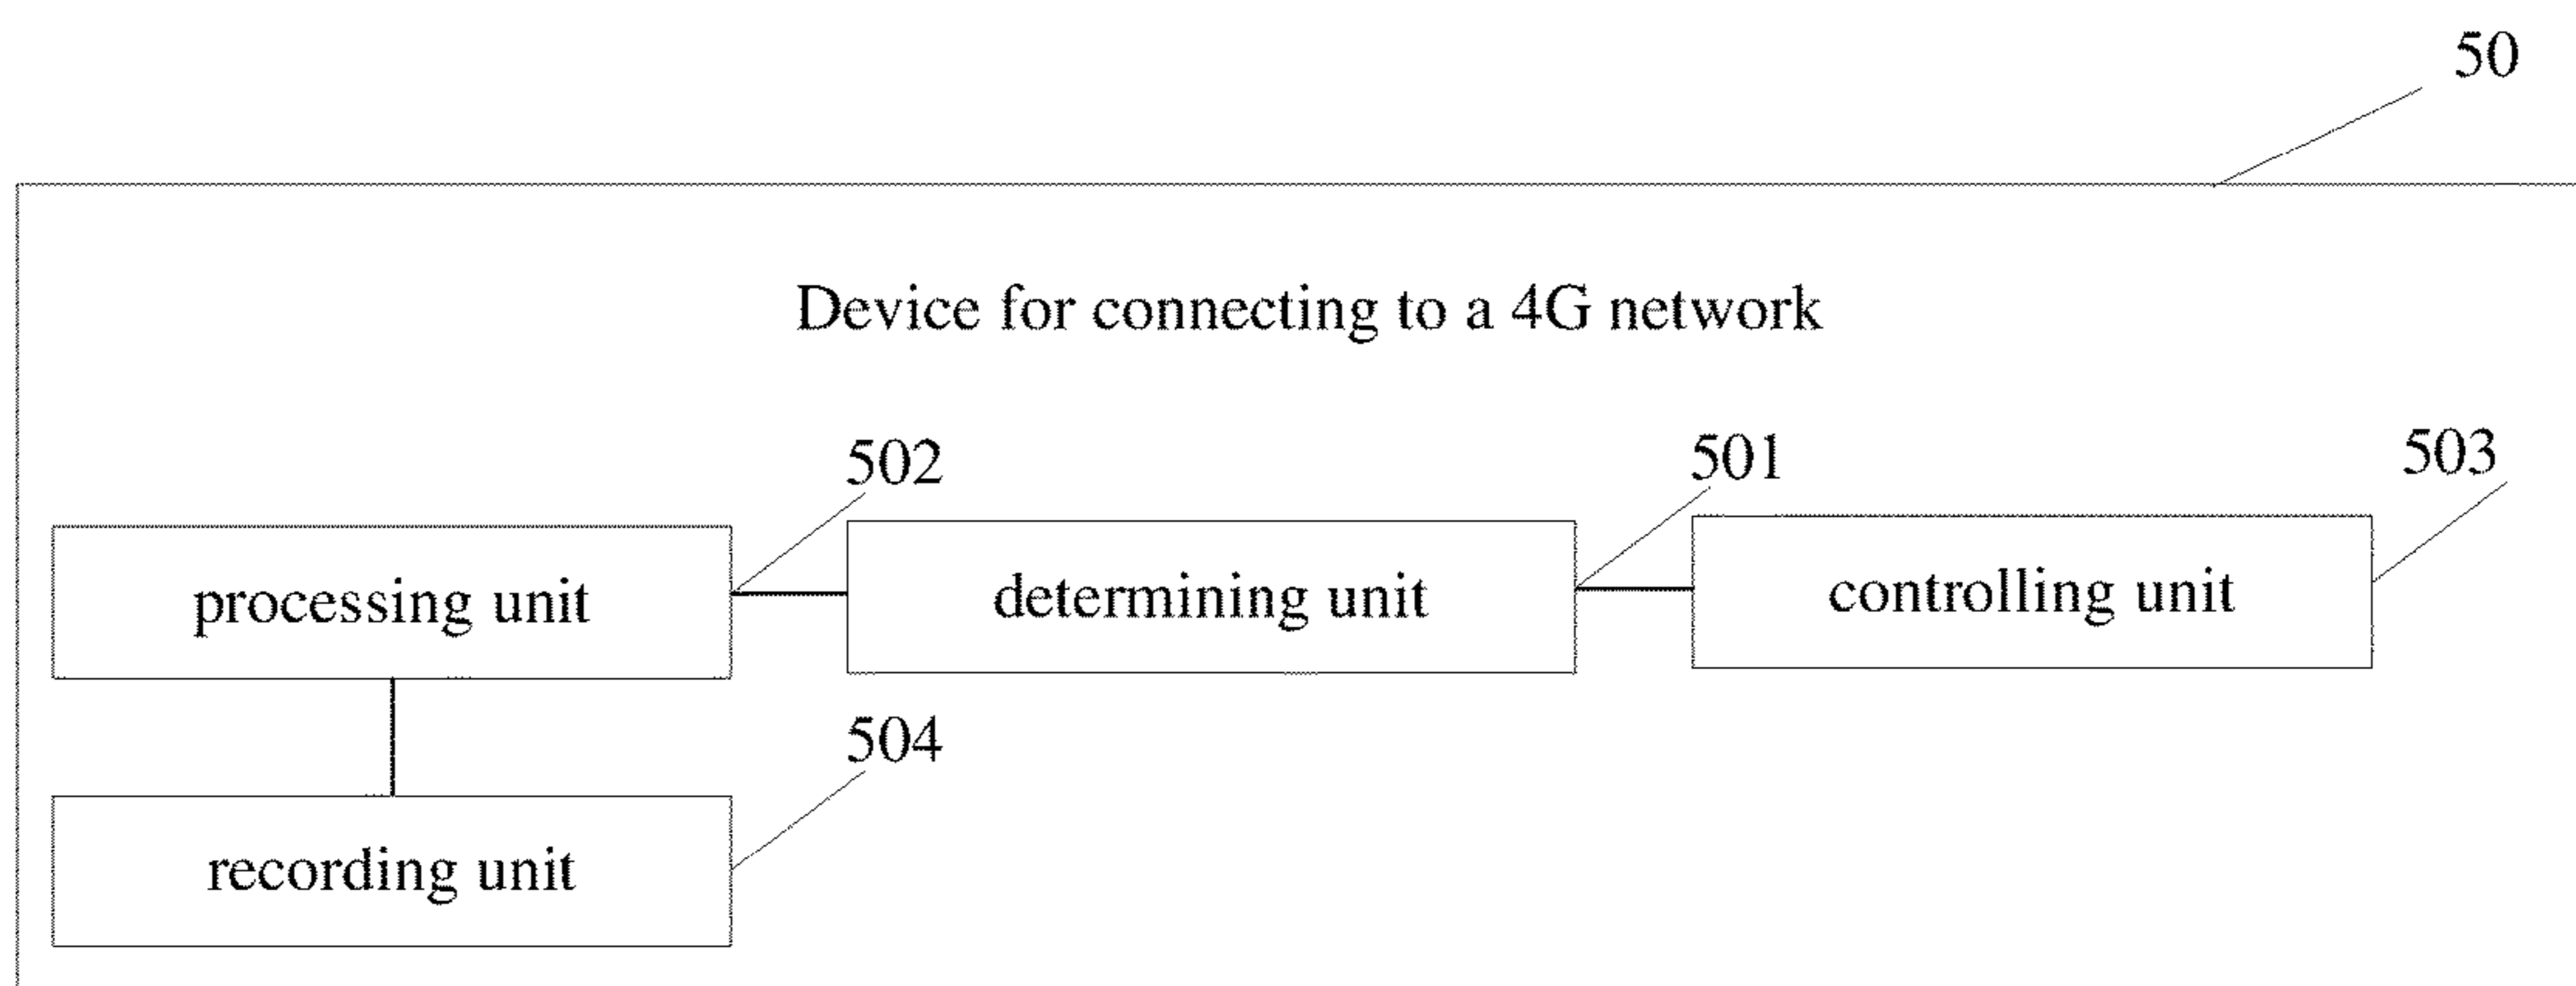 50
Device for connecting to a 4G network
502
501
503
processing unit
determining unit
controlling unit
504
recording unit